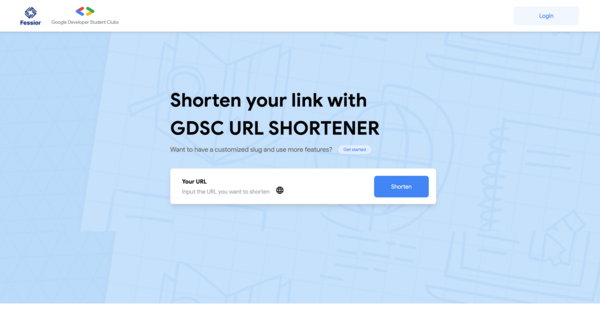 Fessior
Google Developer Student Clubs
Login
Shorten your link with
GDSC URL SHORTENER
Want to have a customized slug and use more features? Get started
Your URL
Input the URL you want to shorten
Shorten